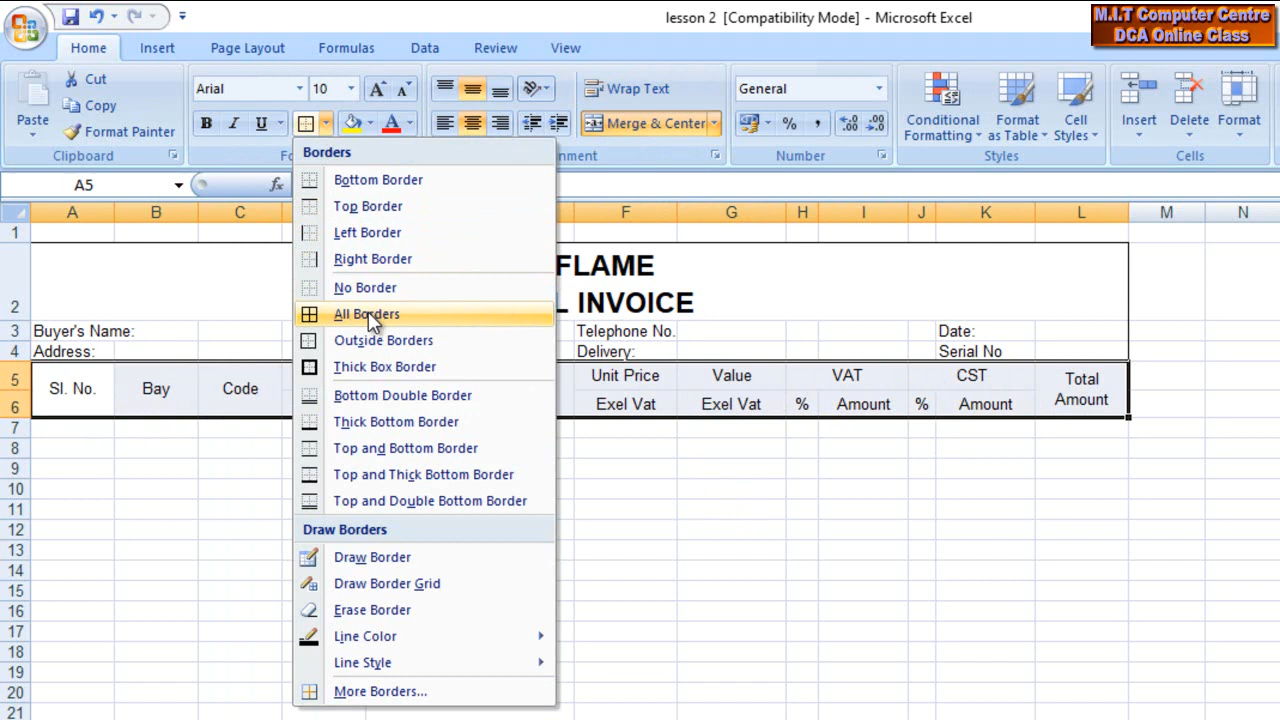 lesson 2 [Compatibility Mode] - Microsoft Excel
M.I.T Computer Centre
DCA Online Class
Home Insert Page Layout Formulas Data Review View
Paste
Cut
Copy
Format Painter
Clipboard
Arial 10
B I U
Wrap Text
Merge & Center
nment
General
% ,
Number
Conditional Formatting
Format as Table
Cell Styles
Styles
Insert Delete Format
Cells
A5 fx
Borders
Bottom Border
Top Border
Left Border
Right Border
No Border
All Borders
Outside Borders
Thick Box Border
Bottom Double Border
Thick Bottom Border
Top and Bottom Border
Top and Thick Bottom Border
Top and Double Bottom Border
Draw Borders
Draw Border
Draw Border Grid
Erase Border
Line Color
Line Style
More Borders...
A B C F G H I J K L M N
1
FLAME
2 L INVOICE
3 Buyer's Name: Telephone No. Date:
4 Address: Delivery: Serial No
5 Sl. No. Bay Code Unit Price Value VAT CST Total Amount
6 Exel Vat Exel Vat % Amount % Amount
7
8
9
10
11
12
13
14
15
16
17
18
19
20
21